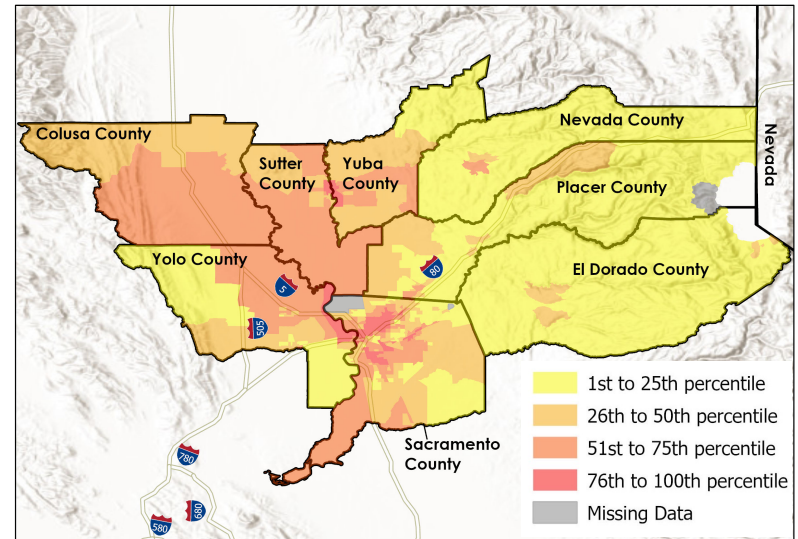 Colusa County
Sutter
County
Yuba
County
Nevada County
Nevada
Placer County
Yolo County
El Dorado County
80
5
505
Sacramento
County
780
680
580
1st to 25th percentile
26th to 50th percentile
51st to 75th percentile
76th to 100th percentile
Missing Data